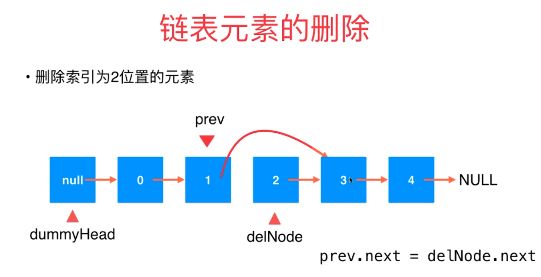 链表元素的删除
• 删除索引为2位置的元素
prev
null 0 1 2 3 4 NULL
dummyHead
delNode
prev.next = delNode.next